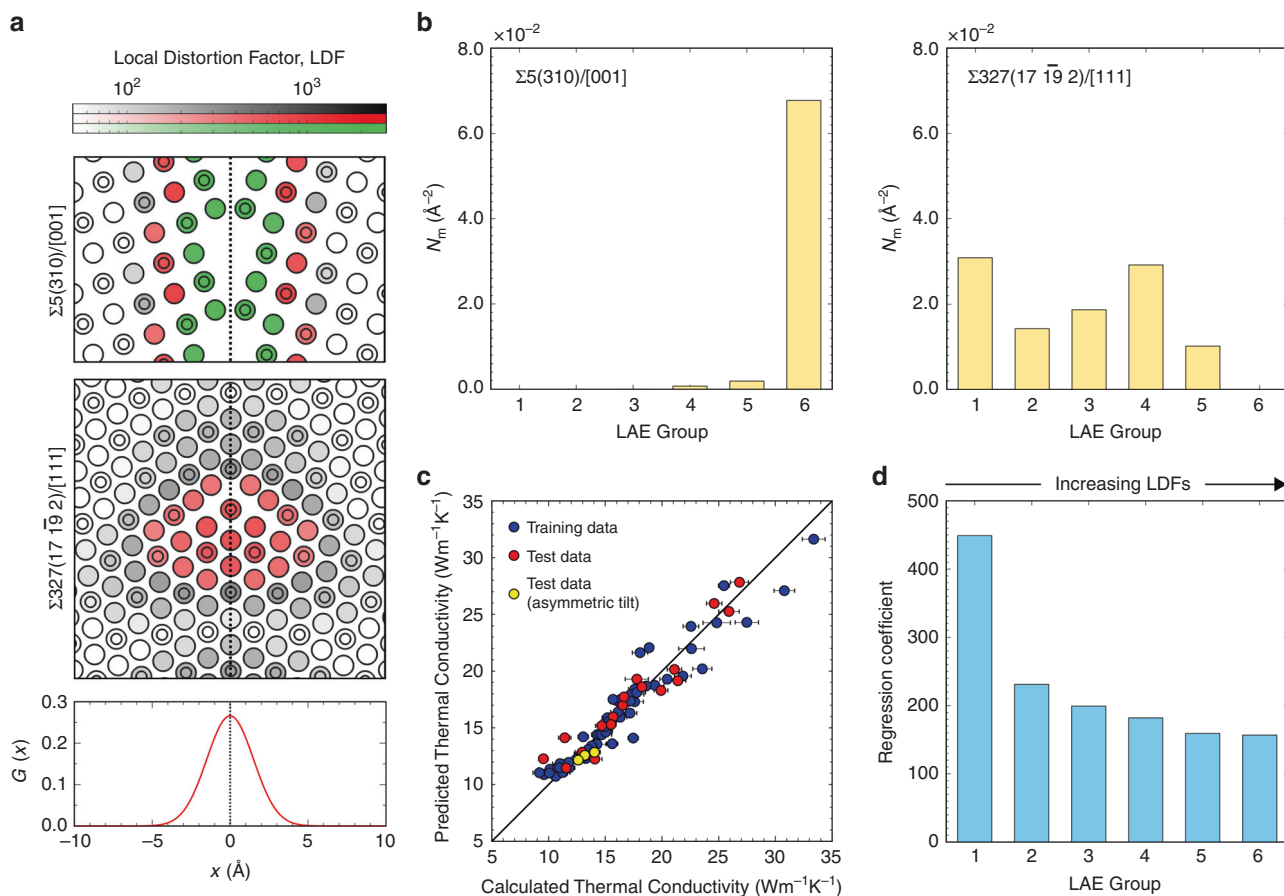 a
Local Distortion Factor, LDF
10²
10³
Σ5(310)/[001]
Σ327(17 1̅9̅ 2)/[111]
G (x)
0.3
0.2
0.1
0.0
−10
−5
0
5
10
x (Å)
b
×10⁻²
8.0
6.0
4.0
2.0
0.0
Nₘ (Å⁻²)
Σ5(310)/[001]
1 2 3 4 5 6
LAE Group
×10⁻²
8.0
6.0
4.0
2.0
0.0
Nₘ (Å⁻²)
Σ327(17 1̅9̅ 2)/[111]
1 2 3 4 5 6
LAE Group
c
Predicted Thermal Conductivity (Wm⁻¹K⁻¹)
35
30
25
20
15
10
5
Training data
Test data
Test data
(asymmetric tilt)
5 10 15 20 25 30 35
Calculated Thermal Conductivity (Wm⁻¹K⁻¹)
d
Increasing LDFs
Regression coefficient
500
400
300
200
100
0
1 2 3 4 5 6
LAE Group